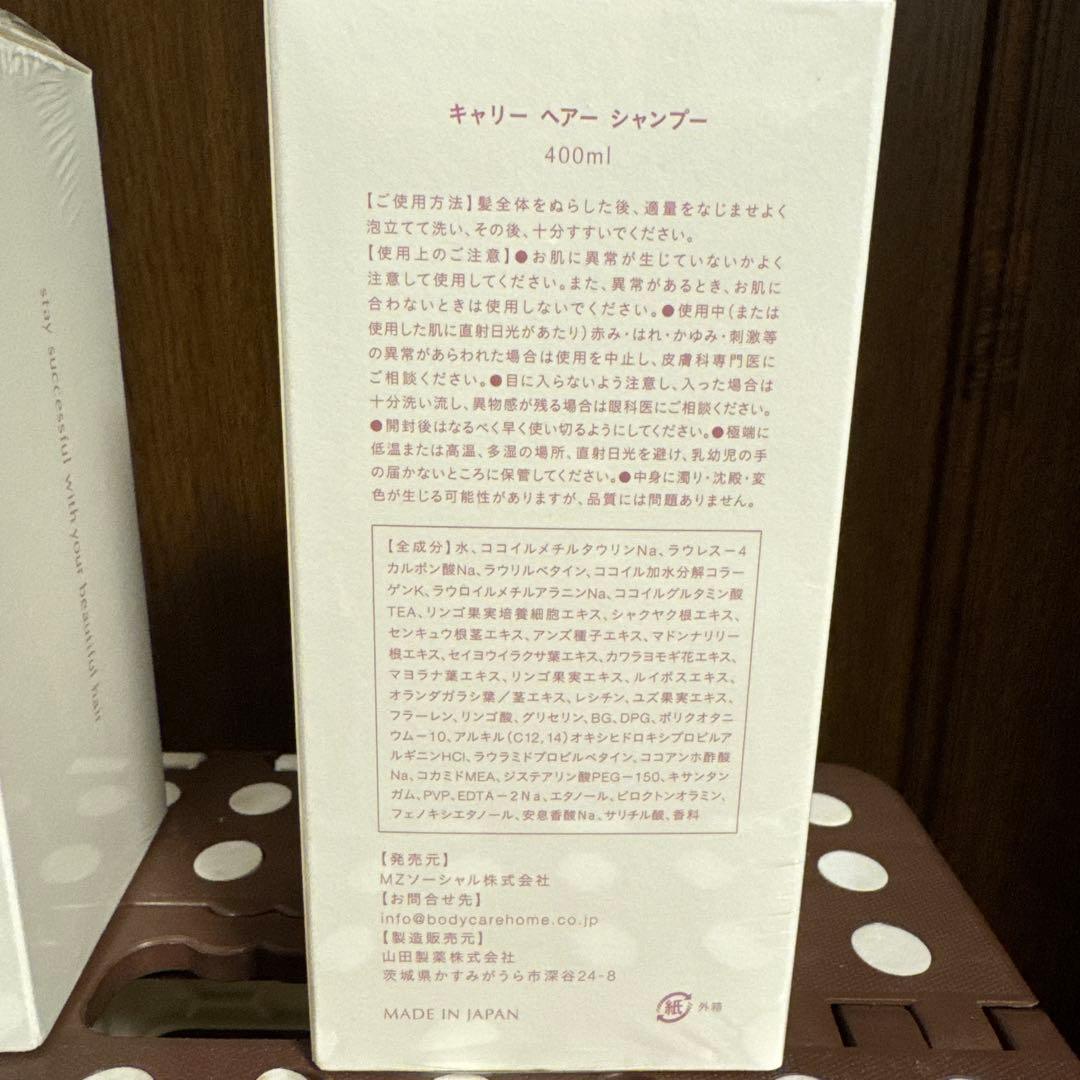 stay successful with your beautiful hair
キャリー ヘアー シャンプー
400ml
【ご使用方法】髪全体をぬらした後、適量をなじませよく
泡立てて洗い、その後、十分すすいでください。
【使用上のご注意】●お肌に異常が生じていないかよく
注意して使用してください。また、異常があるとき、お肌に
合わないときは使用しないでください。●使用中(または
使用した肌に直射日光があたり)赤み・はれ・かゆみ・刺激等
の異常があらわれた場合は使用を中止し、皮膚科専門医に
ご相談ください。●目に入らないよう注意し、入った場合は
十分洗い流し、異物感が残る場合は眼科医にご相談ください。
●開封後はなるべく早く使い切るようにしてください。●極端に
低温または高温、多湿の場所、直射日光を避け、乳幼児の手
の届かないところに保管してください。●中身に濁り・沈殿・変
色が生じる可能性がありますが、品質には問題ありません。
【全成分】水、ココイルメチルタウリンNa、ラウレス－4
カルボン酸Na、ラウリルベタイン、ココイル加水分解コラー
ゲンK、ラウロイルメチルアラニンNa、ココイルグルタミン酸
TEA、リンゴ果実培養細胞エキス、シャクヤク根エキス、
センキュウ根茎エキス、アンズ種子エキス、マドンナリリー
根エキス、セイヨウイラクサ葉エキス、カワラヨモギ花エキス、
マヨラナ葉エキス、リンゴ果実エキス、ルイボスエキス、
オランダガラシ葉／茎エキス、レシチン、ユズ果実エキス、
フラーレン、リンゴ酸、グリセリン、BG、DPG、ポリクオタニ
ウム－10、アルキル(C12,14)オキシヒドロキシプロピルア
ルギニンHCl、ラウラミドプロピルベタイン、ココアンホ酢酸
Na、コカミドMEA、ジステアリン酸PEG－150、キサンタン
ガム、PVP、EDTA－2Na、エタノール、ピロクトンオラミン、
フェノキシエタノール、安息香酸Na、サリチル酸、香料
【発売元】
MZソーシャル株式会社
【お問合せ先】
info@bodycarehome.co.jp
【製造販売元】
山田製薬株式会社
茨城県かすみがうら市深谷24-8
MADE IN JAPAN
紙 外箱